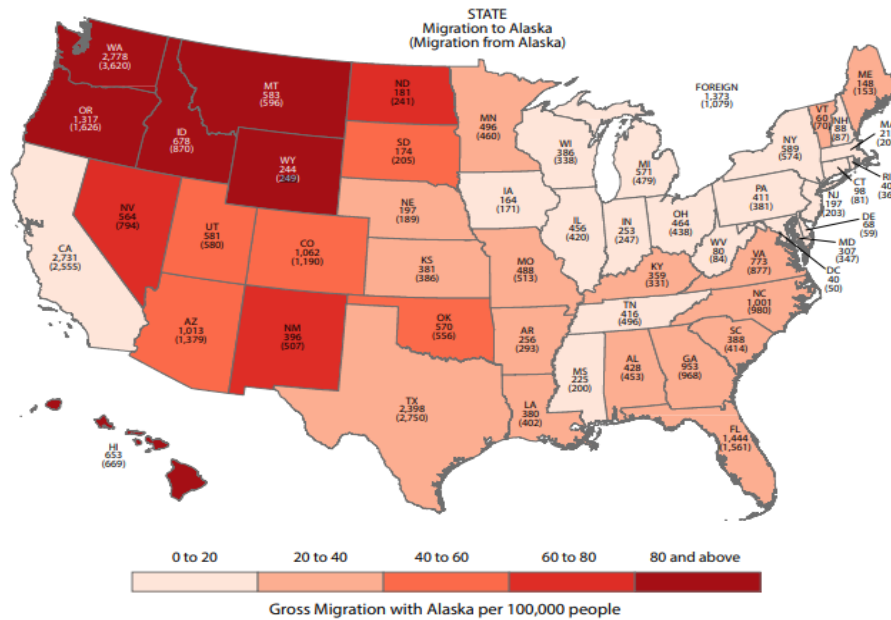 STATE
Migration to Alaska
(Migration from Alaska)
WA
2,778
(3,620)
OR
1,317
(1,626)
ID
678
(870)
MT
583
(596)
WY
244
(249)
ND
181
(241)
SD
174
(205)
NE
197
(189)
KS
381
(386)
MN
496
(460)
IA
164
(171)
MO
488
(513)
WI
386
(338)
IL
456
(420)
MI
571
(479)
IN
253
(247)
OH
464
(438)
KY
359
(331)
TN
416
(496)
WV
80
(84)
VA
773
(877)
NC
1,001
(980)
SC
388
(414)
GA
953
(968)
FL
1,444
(1,561)
AL
428
(453)
MS
225
(200)
LA
380
(402)
AR
256
(293)
OK
570
(556)
TX
2,398
(2,750)
NM
396
(507)
AZ
1,013
(1,379)
CO
1,062
(1,190)
UT
581
(580)
NV
564
(794)
CA
2,731
(2,555)
HI
653
(669)
FOREIGN
1,373
(1,079)
ME
148
(153)
VT
60
(70)
NH
88
(87)
NY
589
(574)
PA
411
(381)
NJ
197
(203)
CT
98
(81)
RI
40
(36
MA
21
(20
DE
68
(59)
MD
307
(347)
DC
40
(50)
0 to 20
20 to 40
40 to 60
60 to 80
80 and above
Gross Migration with Alaska per 100,000 people